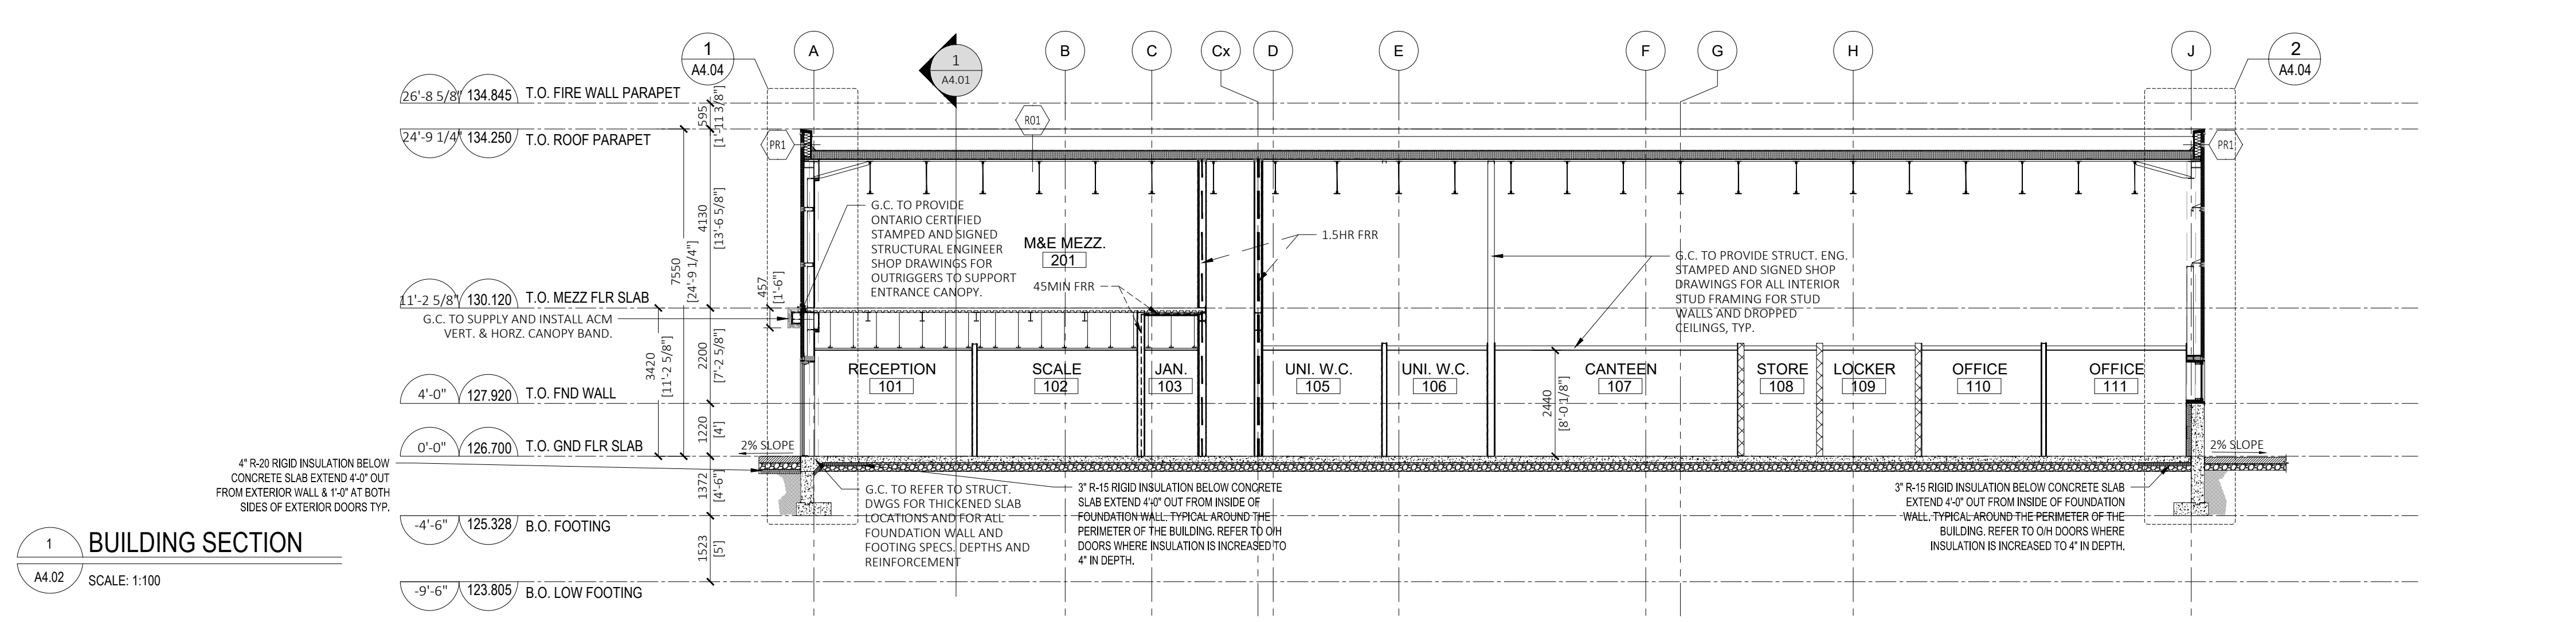 1
A4.04
A
1
A4.01
B
C
Cx
D
E
F
G
H
J
2
A4.04
26'-8 5/8"
134.845
T.O. FIRE WALL PARAPET
24'-9 1/4"
134.250
T.O. ROOF PARAPET
11'-2 5/8"
130.120
T.O. MEZZ FLR SLAB
G.C. TO SUPPLY AND INSTALL ACM
VERT. & HORZ. CANOPY BAND.
4'-0"
127.920
T.O. FND WALL
0'-0"
126.700
T.O. GND FLR SLAB
-4'-6"
125.328
B.O. FOOTING
-9'-6"
123.805
B.O. LOW FOOTING
595
[1'-11 3/8"]
4130
[13'-6 5/8"]
7550
[24'-9 1/4"]
457
[1'-6"]
3420
[11'-2 5/8"]
2200
[7'-2 5/8"]
1220
[4']
1372
[4'-6"]
1523
[5']
PR1
R01
PR1
G.C. TO PROVIDE
ONTARIO CERTIFIED
STAMPED AND SIGNED
STRUCTURAL ENGINEER
SHOP DRAWINGS FOR
OUTRIGGERS TO SUPPORT
ENTRANCE CANOPY.
M&E MEZZ.
201
45MIN FRR
1.5HR FRR
G.C. TO PROVIDE STRUCT. ENG.
STAMPED AND SIGNED SHOP
DRAWINGS FOR ALL INTERIOR
STUD FRAMING FOR STUD
WALLS AND DROPPED
CEILINGS, TYP.
RECEPTION
101
SCALE
102
JAN.
103
UNI. W.C.
105
UNI. W.C.
106
2440
[8'-0 1/8"]
CANTEEN
107
STORE
108
LOCKER
109
OFFICE
110
OFFICE
111
2% SLOPE
2% SLOPE
4" R-20 RIGID INSULATION BELOW
CONCRETE SLAB EXTEND 4'-0" OUT
FROM EXTERIOR WALL & 1'-0" AT BOTH
SIDES OF EXTERIOR DOORS TYP.
G.C. TO REFER TO STRUCT.
DWGS FOR THICKENED SLAB
LOCATIONS AND FOR ALL
FOUNDATION WALL AND
FOOTING SPECS. DEPTHS AND
REINFORCEMENT
3" R-15 RIGID INSULATION BELOW CONCRETE
SLAB EXTEND 4'-0" OUT FROM INSIDE OF
FOUNDATION WALL. TYPICAL AROUND THE
PERIMETER OF THE BUILDING. REFER TO O/H
DOORS WHERE INSULATION IS INCREASED TO
4" IN DEPTH.
3" R-15 RIGID INSULATION BELOW CONCRETE SLAB
EXTEND 4'-0" OUT FROM INSIDE OF FOUNDATION
WALL. TYPICAL AROUND THE PERIMETER OF THE
BUILDING. REFER TO O/H DOORS WHERE
INSULATION IS INCREASED TO 4" IN DEPTH.
1
BUILDING SECTION
A4.02
SCALE: 1:100